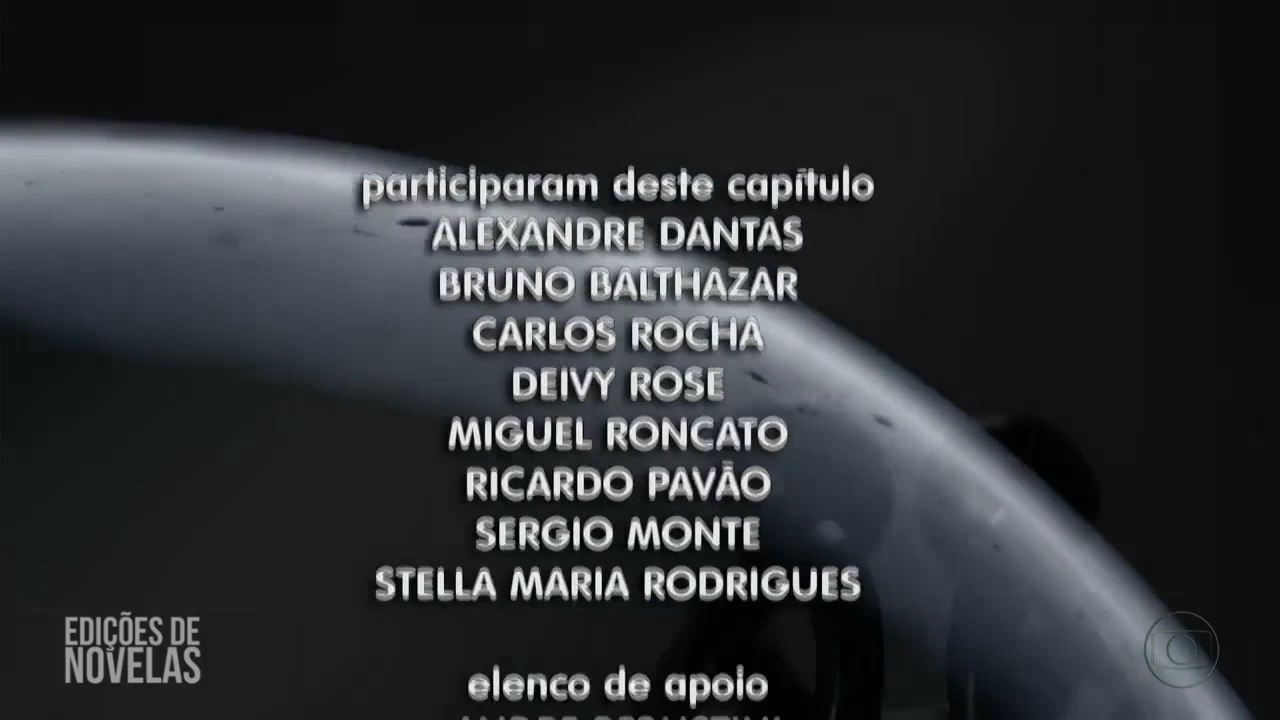 participaram deste capítulo
ALEXANDRE DANTAS
BRUNO BALTHAZAR
CARLOS ROCHA
DEIVY ROSE
MIGUEL RONCATO
RICARDO PAVÃO
SERGIO MONTE
STELLA MARIA RODRIGUES
EDIÇÕES DE
NOVELAS
elenco de apoio